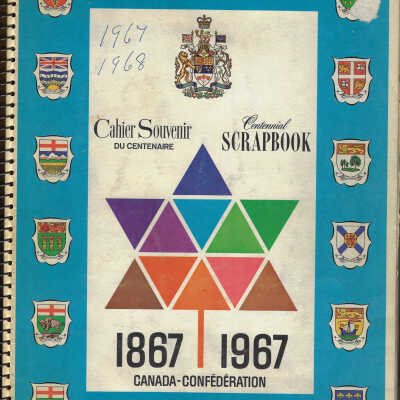 1967
1968
Cahier Souvenir
DU CENTENAIRE
Centennial
SCRAPBOOK
1867 1967
CANADA-CONFÉDÉRATION